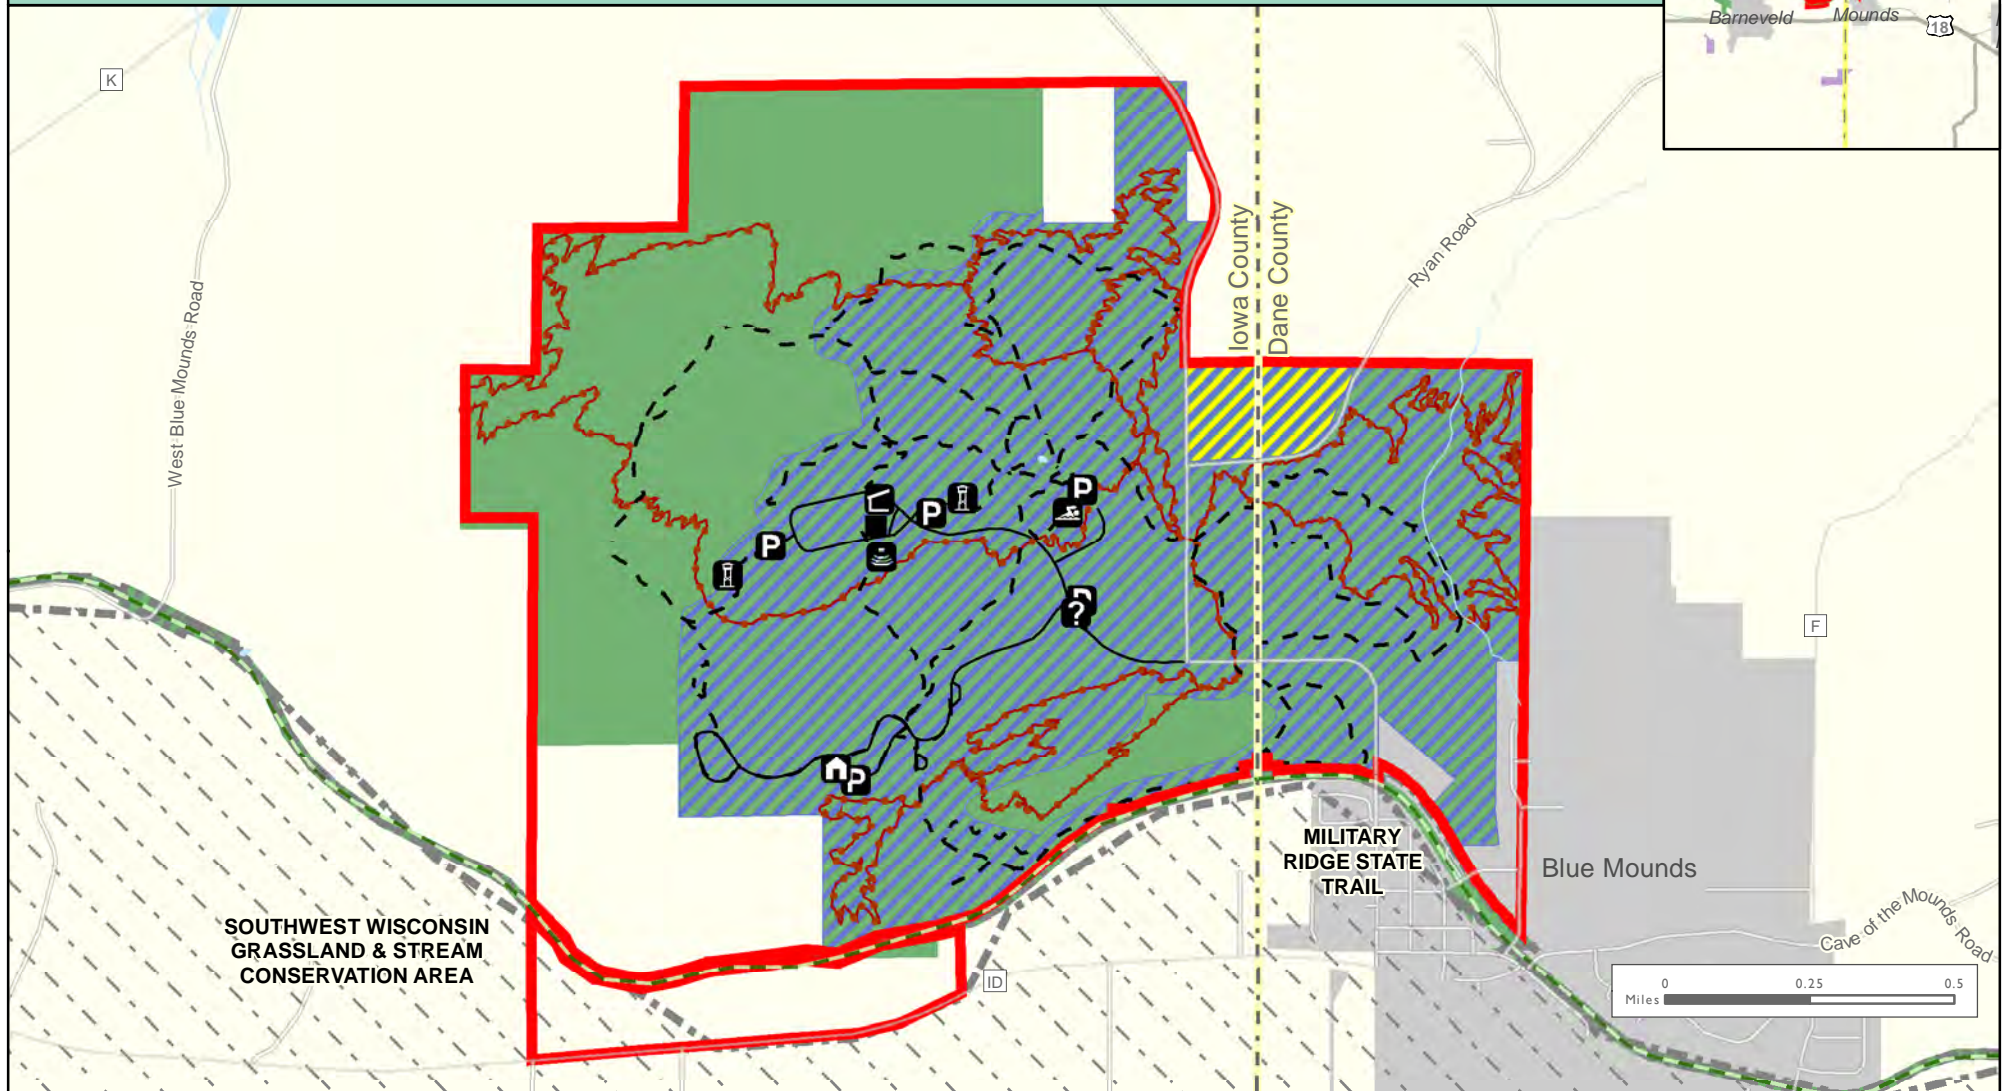 Barneveld
Mounds
18
K
West Blue Mounds Road
Iowa County
Dane County
Ryan Road
P
P
P
?
P
F
MILITARY
RIDGE STATE
TRAIL
Blue Mounds
SOUTHWEST WISCONSIN
GRASSLAND & STREAM
CONSERVATION AREA
ID
Cave of the Mounds Road
0 0.25 0.5
Miles